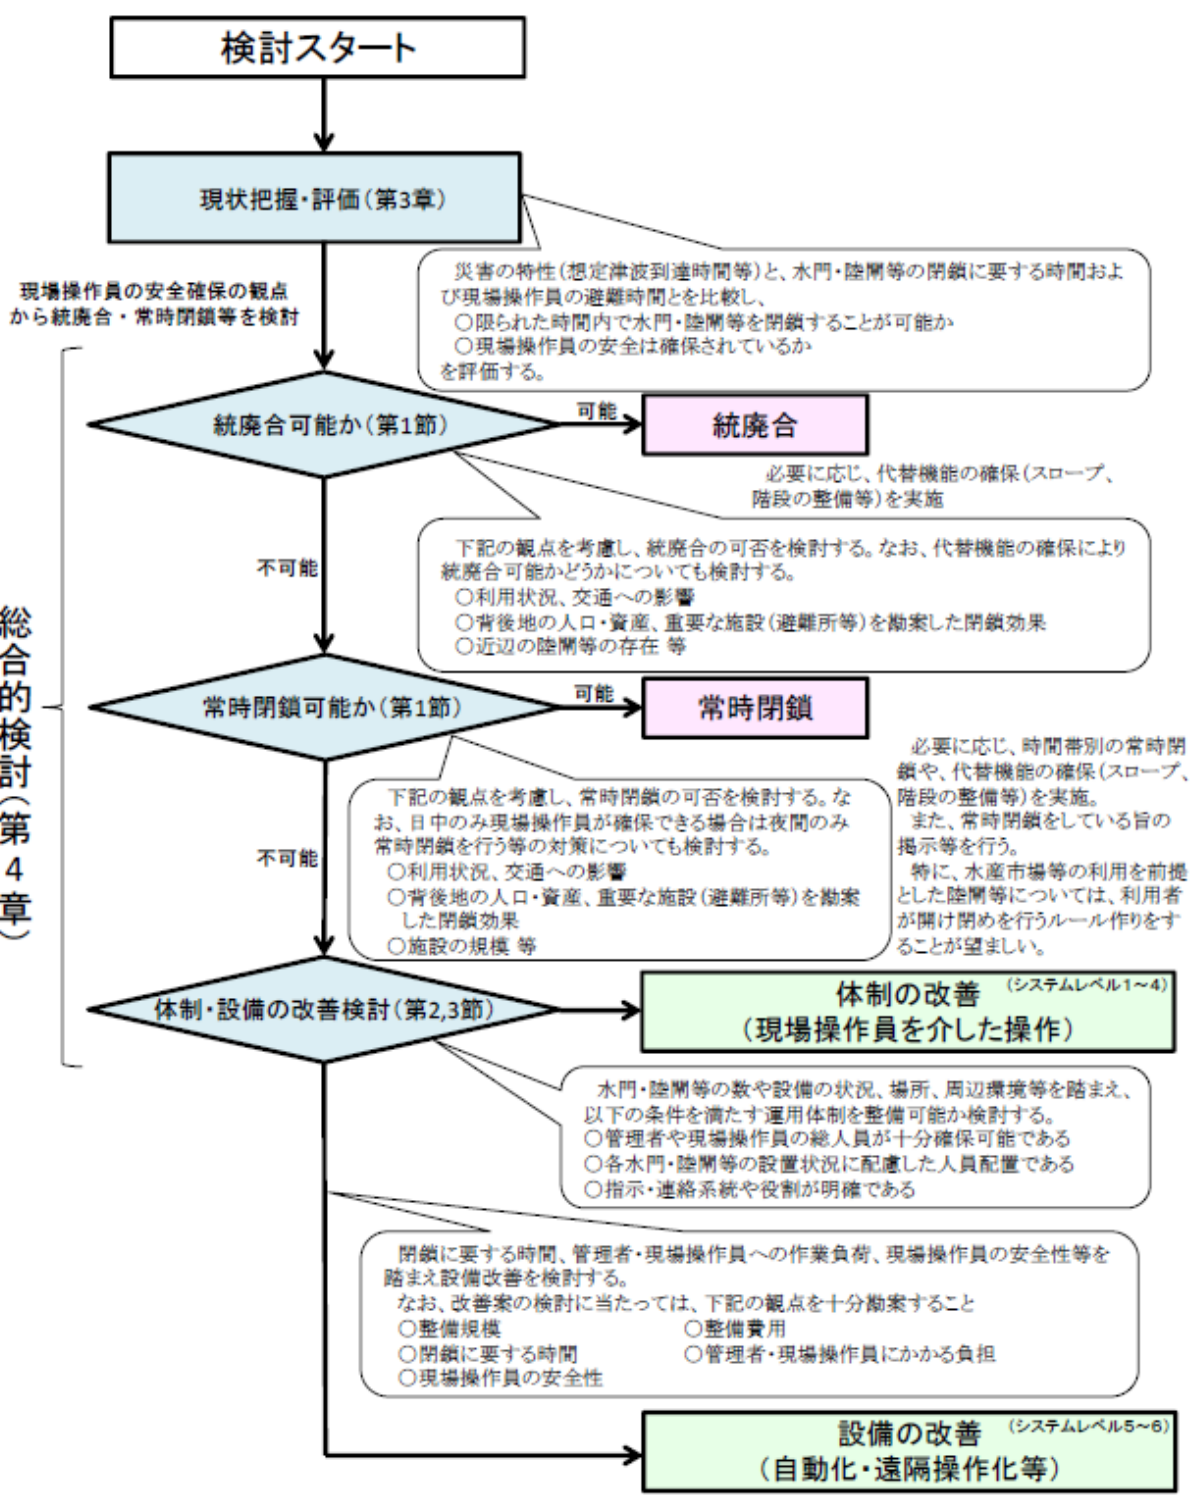 検討スタート
現状把握・評価(第3章)
災害の特性(想定津波到達時間等)と、水門・陸閘等の閉鎖に要する時間およ
び現場操作員の避難時間とを比較し、
○限られた時間内で水門・陸閘等を閉鎖することが可能か
○現場操作員の安全は確保されているか
を評価する。
現場操作員の安全確保の観点
から統廃合・常時閉鎖等を検討
総合的検討(第4章)
統廃合可能か(第1節)
可能
統廃合
必要に応じ、代替機能の確保(スロープ、
階段の整備等)を実施
下記の観点を考慮し、統廃合の可否を検討する。なお、代替機能の確保により
統廃合可能かどうかについても検討する。
○利用状況、交通への影響
○背後地の人口・資産、重要な施設(避難所等)を勘案した閉鎖効果
○近辺の陸閘等の存在 等
不可能
常時閉鎖可能か(第1節)
可能
常時閉鎖
必要に応じ、時間帯別の常時閉
鎖や、代替機能の確保(スロープ、
階段の整備等)を実施。
また、常時閉鎖をしている旨の
掲示等を行う。
特に、水産市場等の利用を前提
とした陸閘等については、利用者
が開け閉めを行うルール作りをす
ることが望ましい。
下記の観点を考慮し、常時閉鎖の可否を検討する。な
お、日中のみ現場操作員が確保できる場合は夜間のみ
常時閉鎖を行う等の対策についても検討する。
○利用状況、交通への影響
○背後地の人口・資産、重要な施設(避難所等)を勘案
した閉鎖効果
○施設の規模 等
不可能
体制・設備の改善検討(第2,3節)
体制の改善 (システムレベル1~4)
(現場操作員を介した操作)
水門・陸閘等の数や設備の状況、場所、周辺環境等を踏まえ、
以下の条件を満たす運用体制を整備可能か検討する。
○管理者や現場操作員の総人員が十分確保可能である
○各水門・陸閘等の設置状況に配慮した人員配置である
○指示・連絡系統や役割が明確である
閉鎖に要する時間、管理者・現場操作員への作業負荷、現場操作員の安全性等を
踏まえ設備改善を検討する。
なお、改善案の検討に当たっては、下記の観点を十分勘案すること
○整備規模 ○整備費用
○閉鎖に要する時間 ○管理者・現場操作員にかかる負担
○現場操作員の安全性
設備の改善 (システムレベル5~6)
(自動化・遠隔操作化等)